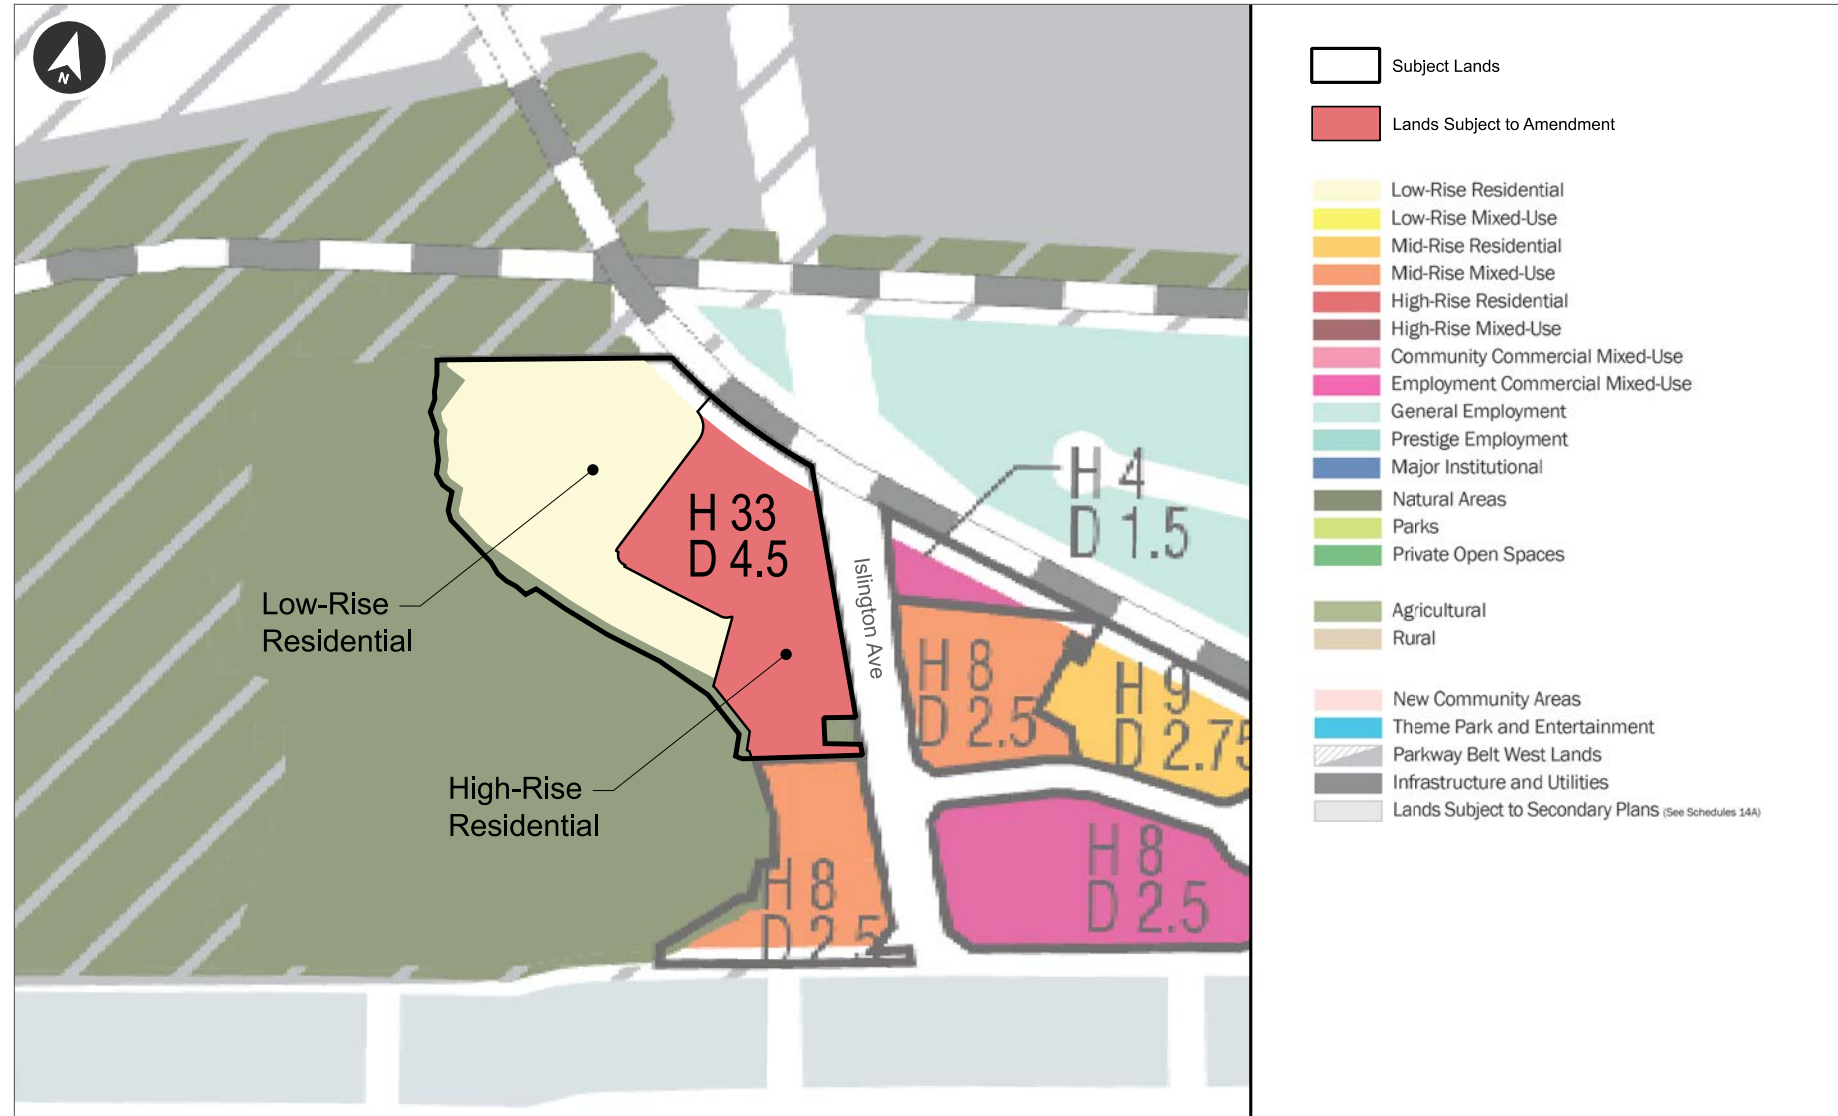 N
H 4
D 1.5
H 33
D 4.5
Islington Ave
Low-Rise
Residential
H 8
D 2.5
H 9
D 2.75
High-Rise
Residential
H 8
D 2.5
H 8
D 2.5
Subject Lands
Lands Subject to Amendment
Low-Rise Residential
Low-Rise Mixed-Use
Mid-Rise Residential
Mid-Rise Mixed-Use
High-Rise Residential
High-Rise Mixed-Use
Community Commercial Mixed-Use
Employment Commercial Mixed-Use
General Employment
Prestige Employment
Major Institutional
Natural Areas
Parks
Private Open Spaces
Agricultural
Rural
New Community Areas
Theme Park and Entertainment
Parkway Belt West Lands
Infrastructure and Utilities
Lands Subject to Secondary Plans (See Schedules 14A)